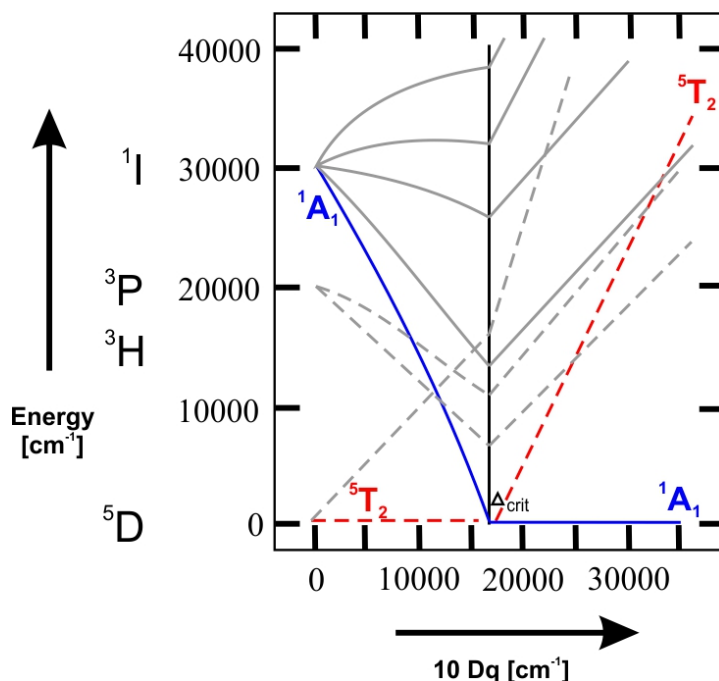 40000
⁵T₂
¹I
30000
¹A₁
³P
20000
³H
10000
Energy
[cm⁻¹]
⁵T₂
Δcrit
¹A₁
⁵D
0
0
10000
20000
30000
10 Dq [cm⁻¹]